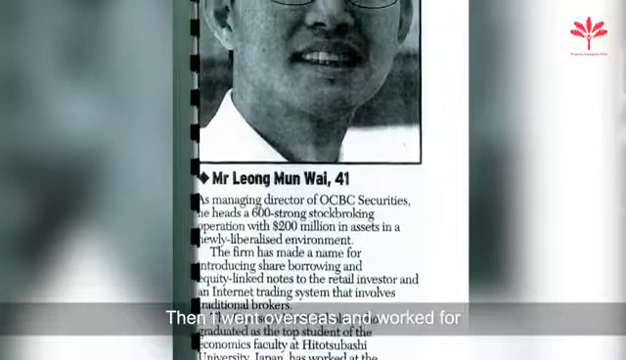 ◆ Mr Leong Mun Wai, 41
As managing director of OCBC Securities,
he heads a 600-strong stockbroking
operation with $200 million in assets in a
newly-liberalised environment.
The firm has made a name for
introducing share borrowing and
equity-linked notes to the retail investor and
an Internet trading system that involves
traditional brokers.
Then I went overseas and worked for
graduated as the top student of the
economics faculty at Hitotsubashi
University, Japan, has worked at the